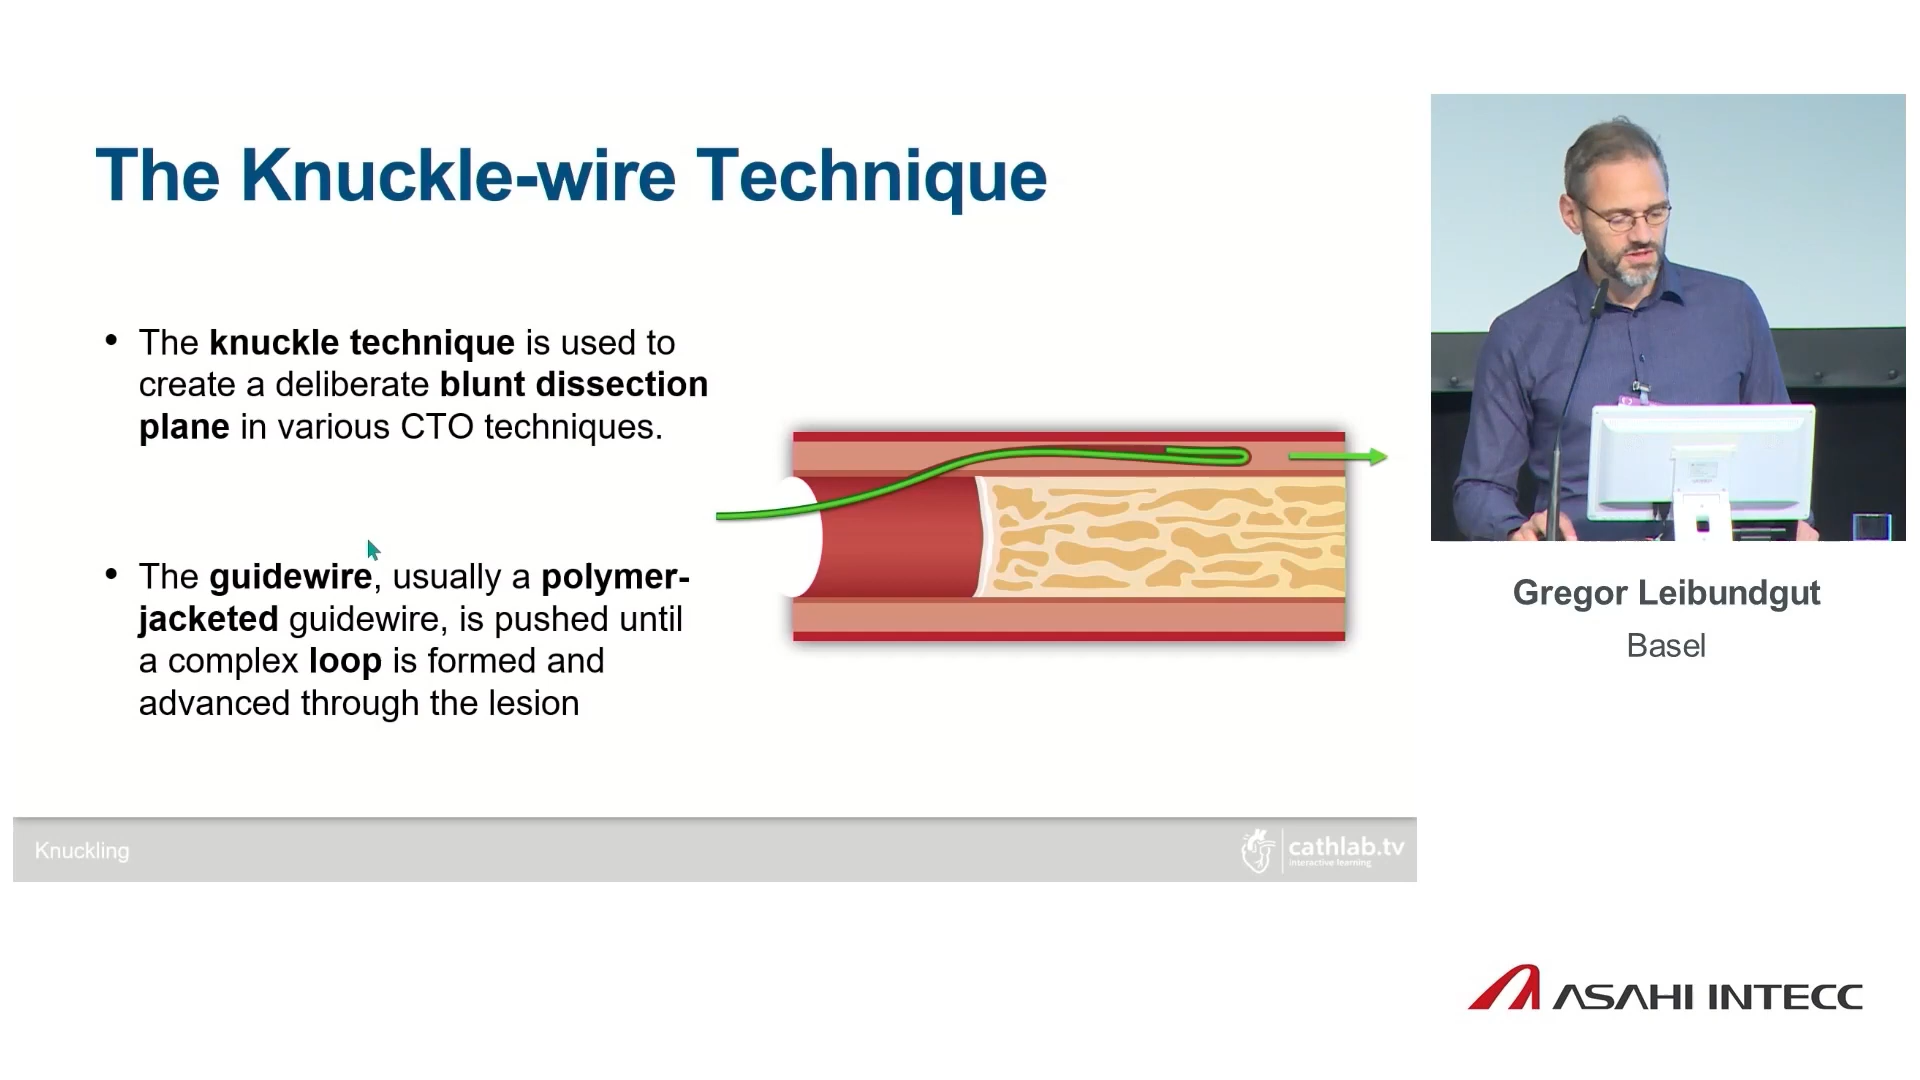 The Knuckle-wire Technique
• The knuckle technique is used to
create a deliberate blunt dissection
plane in various CTO techniques.
• The guidewire, usually a polymer-
jacketed guidewire, is pushed until
a complex loop is formed and
advanced through the lesion
Knuckling
cathlab.tv
interactive learning
Gregor Leibundgut
Basel
ASAHI INTECC